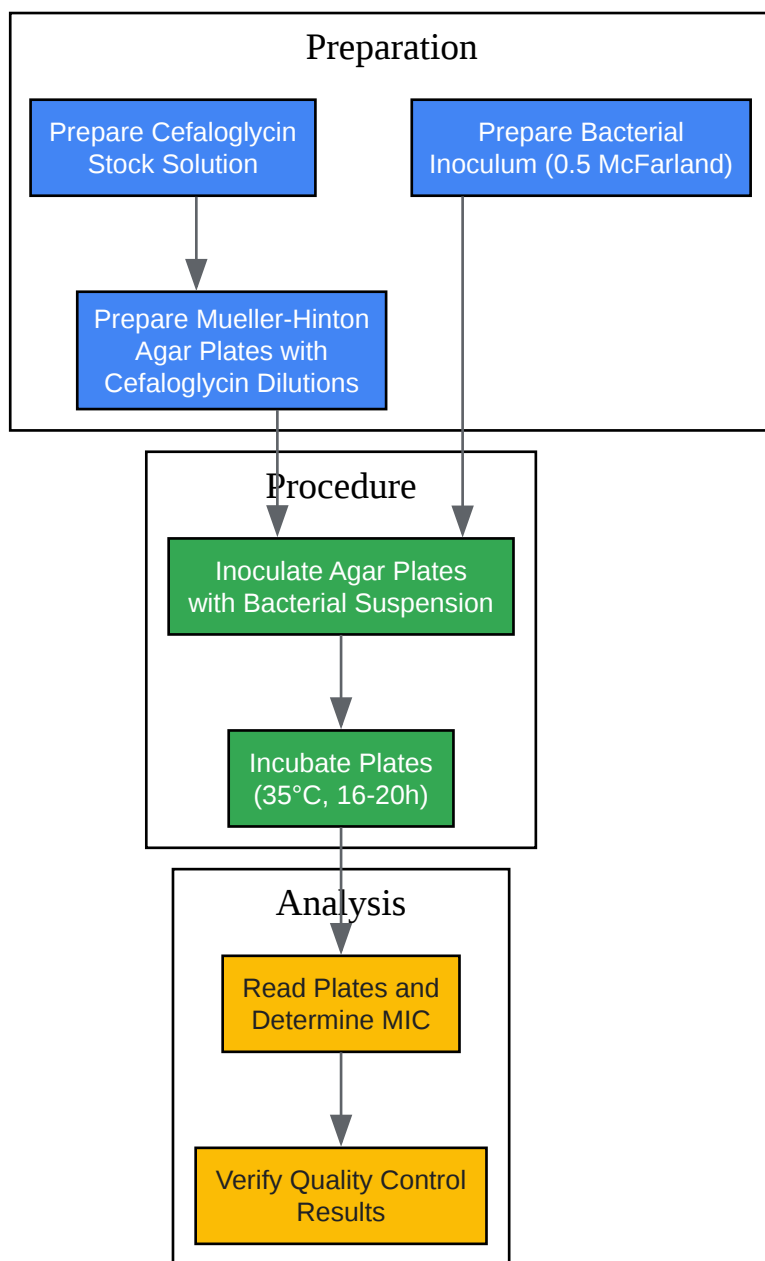 Preparation
Prepare Cefaloglycin
Stock Solution
Prepare Bacterial
Inoculum (0.5 McFarland)
Prepare Mueller-Hinton
Agar Plates with
Cefaloglycin Dilutions
Procedure
Inoculate Agar Plates
with Bacterial Suspension
Incubate Plates
(35°C, 16-20h)
Analysis
Read Plates and
Determine MIC
Verify Quality Control
Results